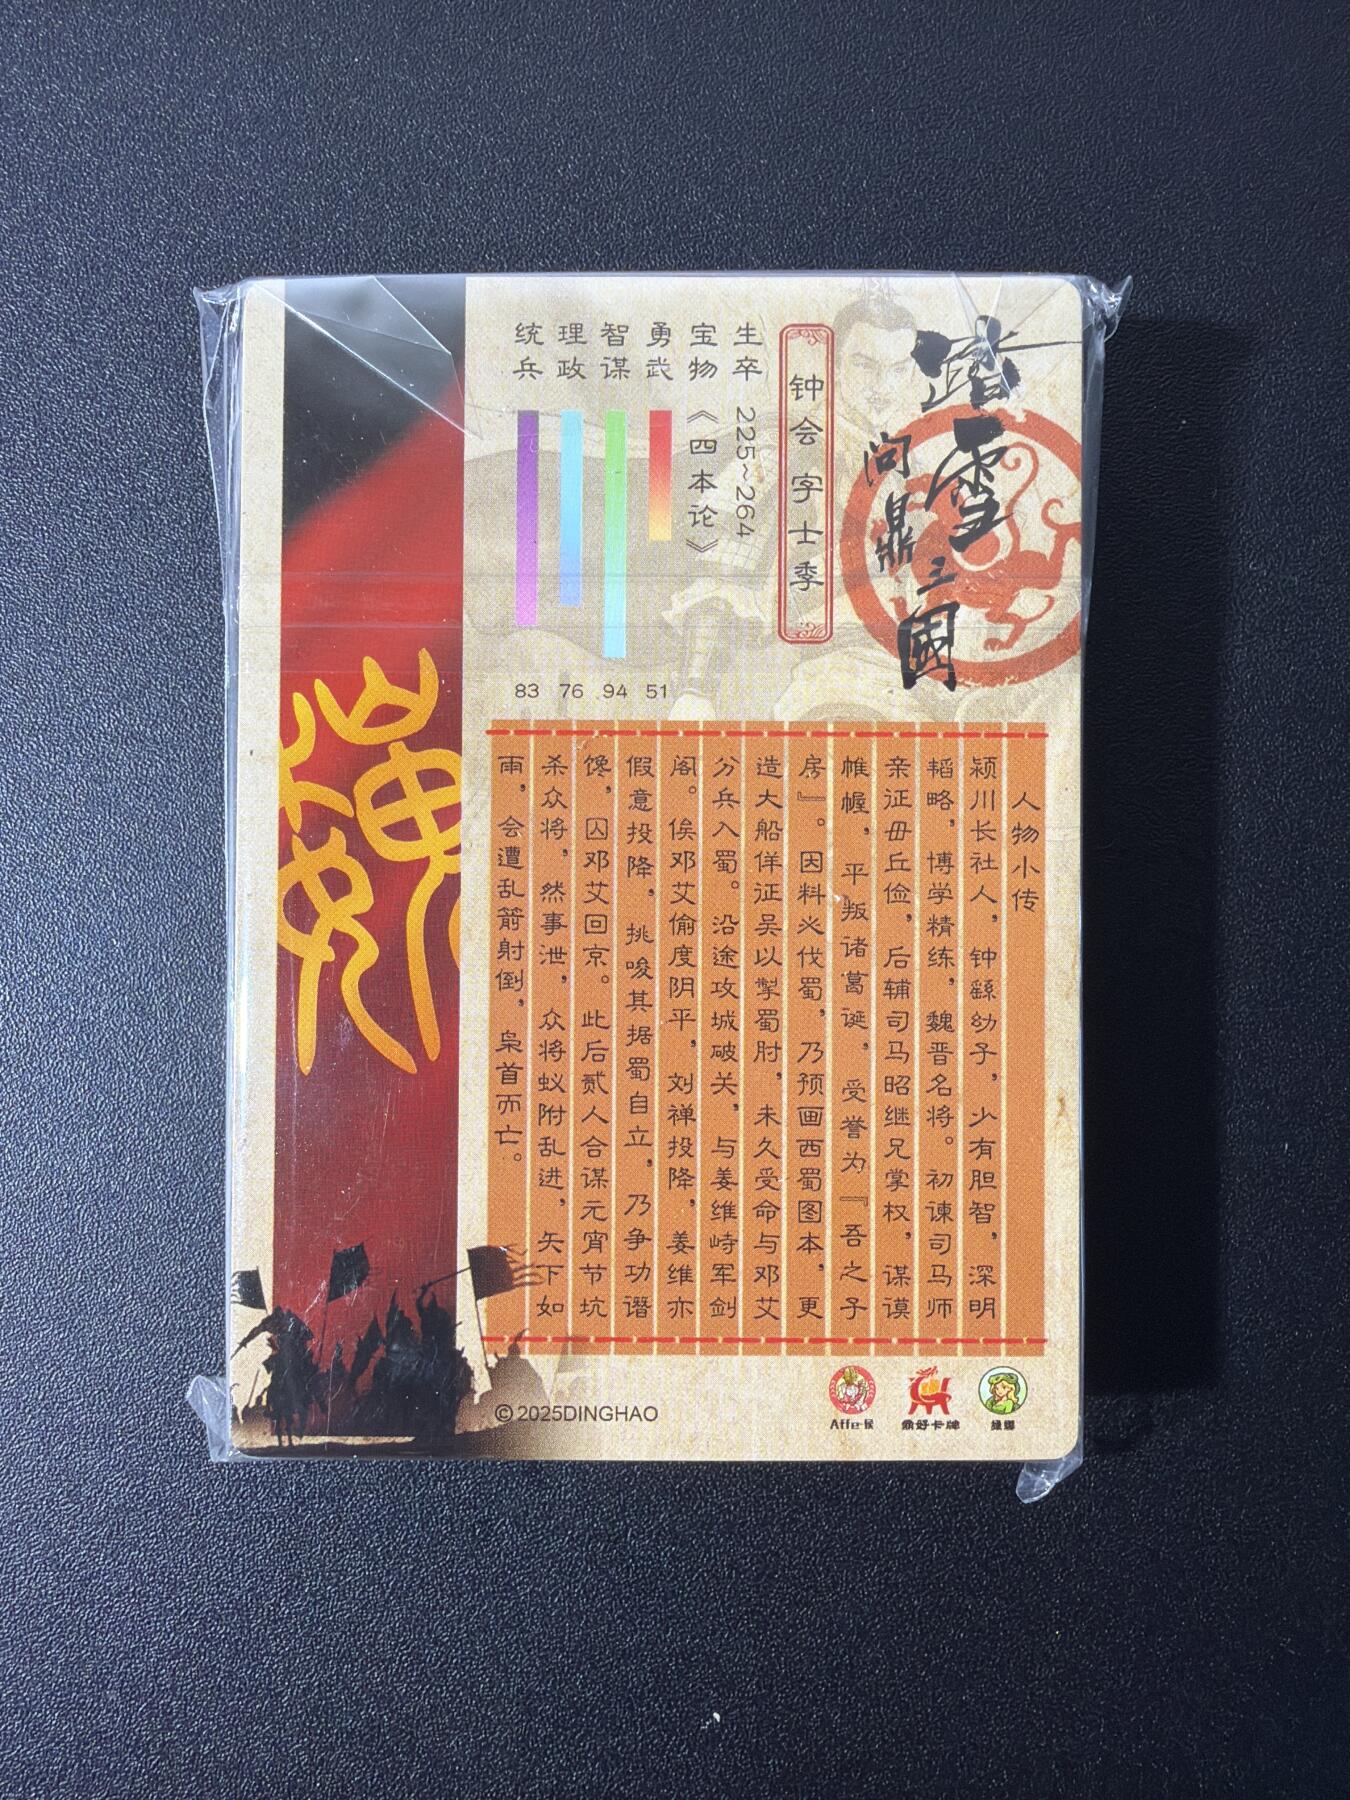 踏雪
问鼎三國
钟会 字士季
生卒 225~264
宝物 《四本论》
勇武 51
智谋 94
理政 76
统兵 83
人物小传
颍川长社人，钟繇幼子，少有胆智，深明
韬略，博学精练，魏晋名将。初谏司马师
亲征毌丘俭，后辅司马昭继兄掌权，谋谟
帷幄，平叛诸葛诞，受誉为『吾之子
房』。因料必伐蜀，乃预画西蜀图本，更
造大船佯征吴以掣蜀肘，未久受命与邓艾
分兵入蜀。沿途攻城破关，与姜维峙军剑
阁。俟邓艾偷度阴平，刘禅投降，姜维亦
假意投降，挑唆其据蜀自立，乃争功谮
馋，囚邓艾回京。此后贰人合谋元宵节坑
杀众将，然事泄，众将蚁附乱进，矢下如
雨，会遭乱箭射倒，枭首而亡。
魏
©2025DINGHAO
Affe·侯
鼎好卡牌